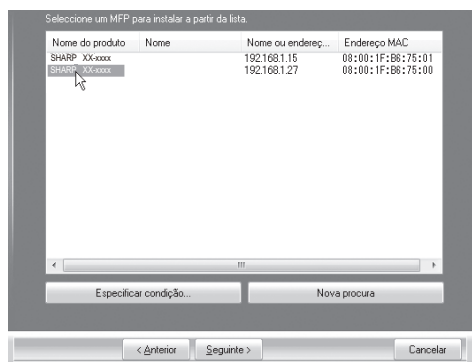 Seleccione um MFP para instalar a partir da lista.
Nome do produto Nome Nome ou endereç... Endereço MAC
SHARP XX-xxxx 192.168.1.15 08:00:1F:B6:75:01
SHARP XX-xxxx 192.168.1.27 08:00:1F:B6:75:00
Especificar condição... Nova procura
< Anterior Seguinte > Cancelar